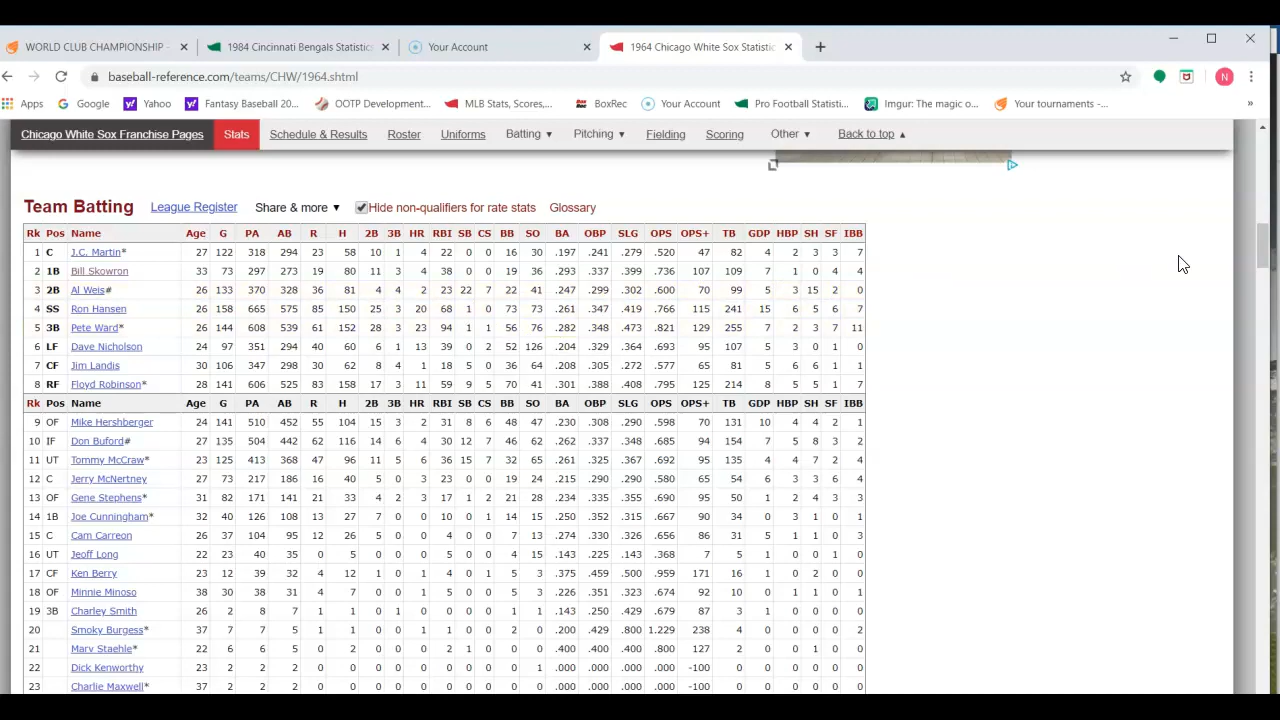 WORLD CLUB CHAMPIONSHIP
1984 Cincinnati Bengals Statistics
Your Account
1964 Chicago White Sox Statistic
baseball-reference.com/teams/CHW/1964.shtml
N
Apps Google Yahoo Fantasy Baseball 20... OOTP Development... MLB Stats, Scores,... BoxRec Your Account Pro Football Statisti... Imgur: The magic o... Your tournaments -... »
Chicago White Sox Franchise Pages Stats Schedule & Results Roster Uniforms Batting ▼ Pitching ▼ Fielding Scoring Other ▼ Back to top ▲
Team Batting League Register Share & more ▼ Hide non-qualifiers for rate stats Glossary
Rk Pos Name Age G PA AB R H 2B 3B HR RBI SB CS BB SO BA OBP SLG OPS OPS+ TB GDP HBP SH SF IBB
1 C J.C. Martin* 27 122 318 294 23 58 10 1 4 22 0 0 16 30 .197 .241 .279 .520 47 82 4 2 3 3 7
2 1B Bill Skowron 33 73 297 273 19 80 11 3 4 38 0 0 19 36 .293 .337 .399 .736 107 109 7 1 0 4 4
3 2B Al Weis# 26 133 370 328 36 81 4 4 2 23 22 7 22 41 .247 .299 .302 .600 70 99 5 3 15 2 0
4 SS Ron Hansen 26 158 665 575 85 150 25 3 20 68 1 0 73 73 .261 .347 .419 .766 115 241 15 6 5 6 7
5 3B Pete Ward* 26 144 608 539 61 152 28 3 23 94 1 1 56 76 .282 .348 .473 .821 129 255 7 2 3 7 11
6 LF Dave Nicholson 24 97 351 294 40 60 6 1 13 39 0 2 52 126 .204 .329 .364 .693 95 107 5 3 0 1 0
7 CF Jim Landis 30 106 347 298 30 62 8 4 1 18 5 0 36 64 .208 .305 .272 .577 65 81 5 6 6 1 1
8 RF Floyd Robinson* 28 141 606 525 83 158 17 3 11 59 9 5 70 41 .301 .388 .408 .795 125 214 8 5 5 1 7
Rk Pos Name Age G PA AB R H 2B 3B HR RBI SB CS BB SO BA OBP SLG OPS OPS+ TB GDP HBP SH SF IBB
9 OF Mike Hershberger 24 141 510 452 55 104 15 3 2 31 8 6 48 47 .230 .308 .290 .598 70 131 10 4 4 2 1
10 IF Don Buford# 27 135 504 442 62 116 14 6 4 30 12 7 46 62 .262 .337 .348 .685 94 154 7 5 8 3 2
11 UT Tommy McCraw* 23 125 413 368 47 96 11 5 6 36 15 7 32 65 .261 .325 .367 .692 95 135 4 4 7 2 4
12 C Jerry McNertney 27 73 217 186 16 40 5 0 3 23 0 0 19 24 .215 .290 .290 .580 65 54 6 3 3 6 4
13 OF Gene Stephens* 31 82 171 141 21 33 4 2 3 17 1 2 21 28 .234 .335 .355 .690 95 50 1 2 4 3 3
14 1B Joe Cunningham* 32 40 126 108 13 27 7 0 0 10 0 1 14 15 .250 .352 .315 .667 90 34 0 3 1 0 1
15 C Cam Carreon 26 37 104 95 12 26 5 0 0 4 0 0 7 13 .274 .330 .326 .656 86 31 5 1 1 0 3
16 UT Jeoff Long 22 23 40 35 0 5 0 0 0 5 0 0 4 15 .143 .225 .143 .368 7 5 1 0 0 1 0
17 CF Ken Berry 23 12 39 32 4 12 1 0 1 4 0 1 5 3 .375 .459 .500 .959 171 16 1 0 2 0 0
18 OF Minnie Minoso 38 30 38 31 4 7 0 0 1 5 0 0 5 3 .226 .351 .323 .674 92 10 0 1 0 1 1
19 3B Charley Smith 26 2 8 7 1 1 0 1 0 0 0 0 1 1 .143 .250 .429 .679 87 3 1 0 0 0 0
20 Smoky Burgess* 37 7 7 5 1 1 0 0 1 1 0 0 2 0 .200 .429 .800 1.229 238 4 0 0 0 0 2
21 Marv Staehle* 22 6 6 5 0 2 0 0 0 2 1 0 0 0 .400 .400 .400 .800 127 2 0 0 1 0 0
22 Dick Kenworthy 23 2 2 2 0 0 0 0 0 0 0 0 0 1 .000 .000 .000 .000 -100 0 0 0 0 0 0
23 Charlie Maxwell* 37 2 2 2 0 0 0 0 0 0 0 0 0 0 .000 .000 .000 .000 -100 0 0 0 0 0 0